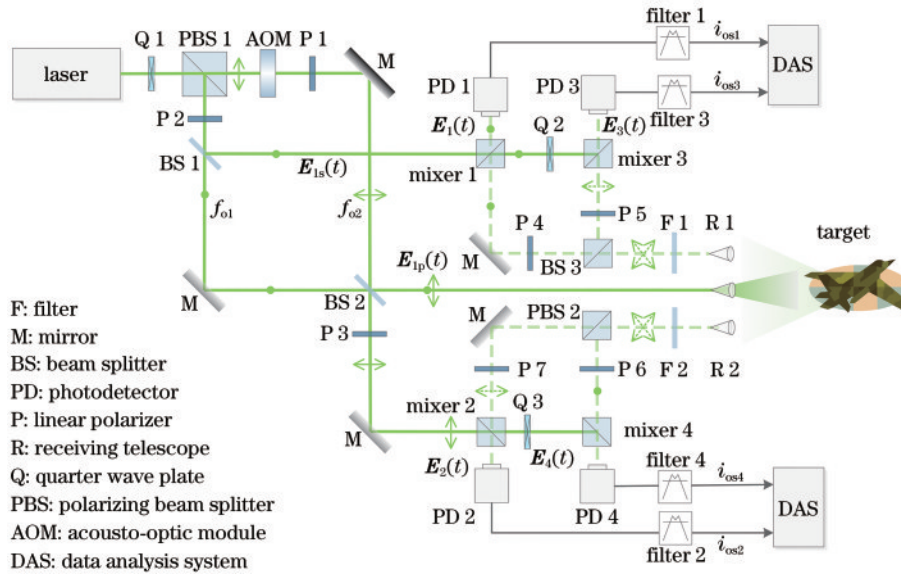 filter 1
Q 1 PBS 1 AOM P 1
i_os1
laser
M
PD 1
PD 3
DAS
i_os3
P 2
E_1(t)
Q 2
E_3(t)
filter 3
BS 1
E_1s(t)
mixer 1
mixer 3
f_o1
f_o2
P 4
P 5
F 1
R 1
target
M
BS 3
E_1p(t)
M
BS 2
PBS 2
M
P 3
P 7
P 6
F 2
R 2
mixer 2
Q 3
M
mixer 4
E_2(t)
E_4(t)
filter 4
i_os4
PD 2
PD 4
DAS
i_os2
filter 2
F: filter
M: mirror
BS: beam splitter
PD: photodetector
P: linear polarizer
R: receiving telescope
Q: quarter wave plate
PBS: polarizing beam splitter
AOM: acousto-optic module
DAS: data analysis system